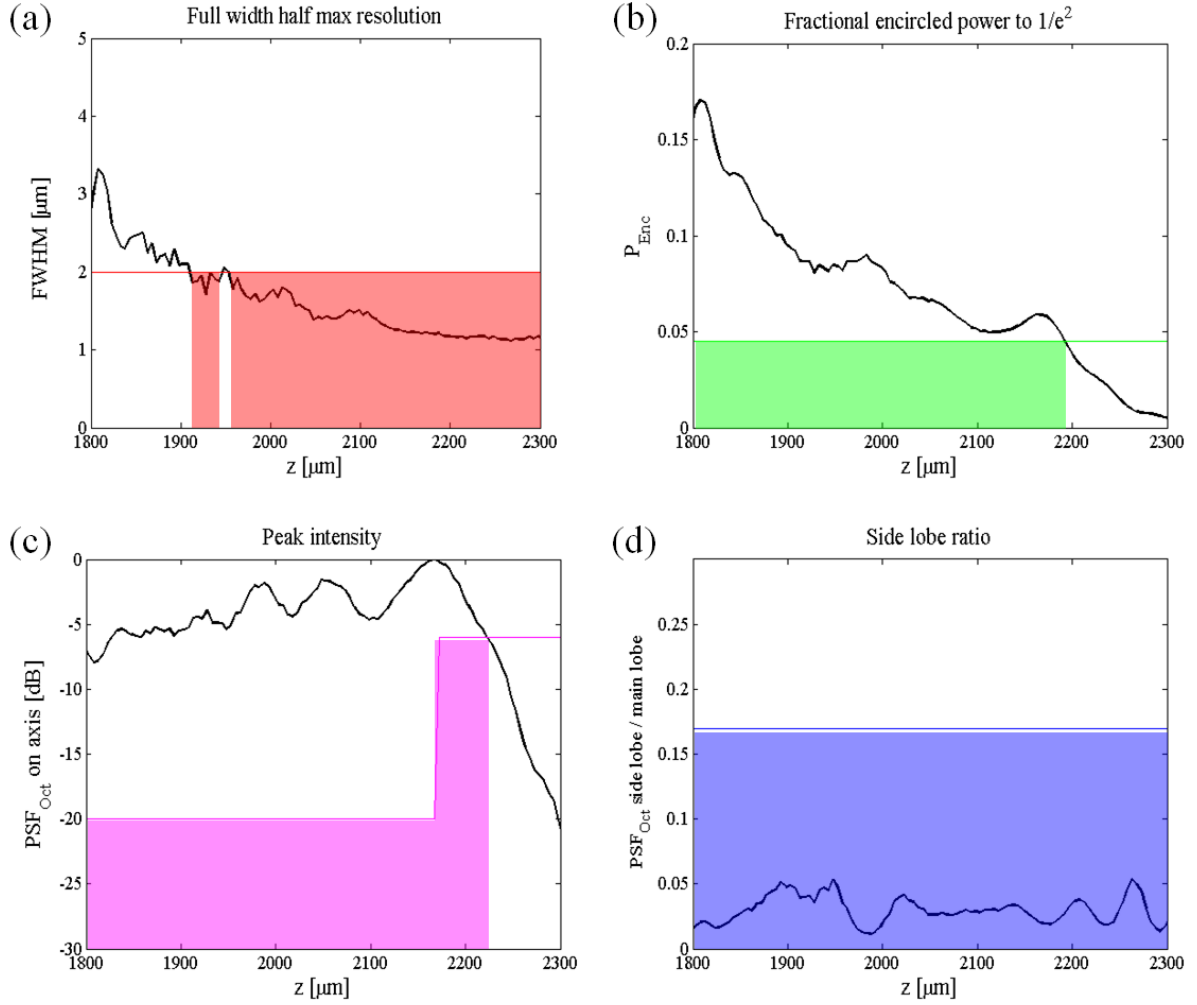 (a)
Full width half max resolution
5
4
3
2
1
0
FWHM [µm]
1800 1900 2000 2100 2200 2300
z [µm]
(b)
Fractional encircled power to 1/e²
0.2
0.15
0.1
0.05
0
P_Enc
1800 1900 2000 2100 2200 2300
z [µm]
(c)
Peak intensity
0
-5
-10
-15
-20
-25
-30
PSF_Oct on axis [dB]
1800 1900 2000 2100 2200 2300
z [µm]
(d)
Side lobe ratio
0.25
0.2
0.15
0.1
0.05
0
PSF_Oct side lobe / main lobe
1800 1900 2000 2100 2200 2300
z [µm]